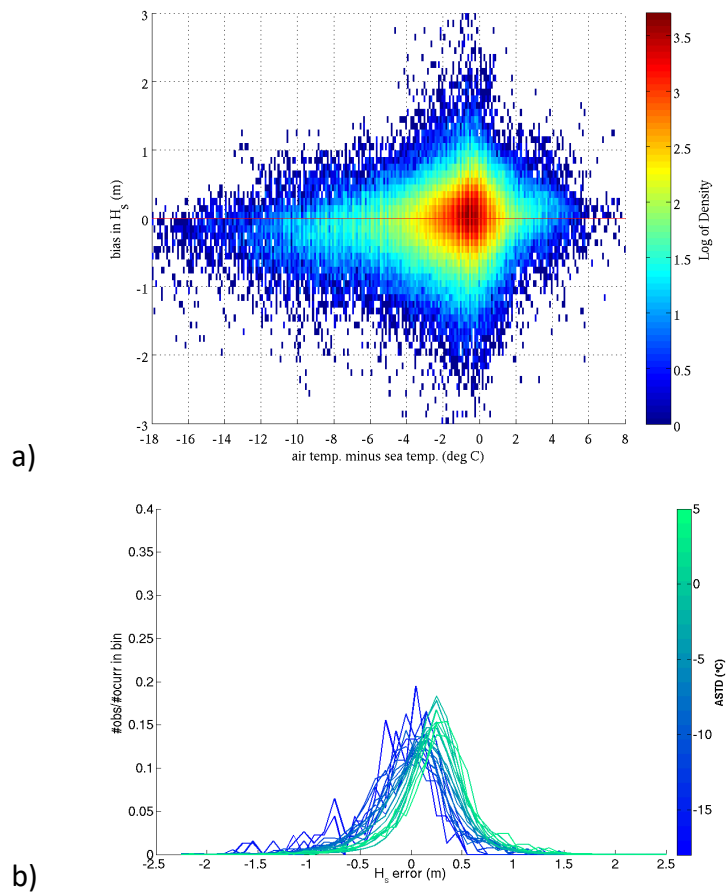 3
2
1
0
-1
-2
-3
bias in Hs (m)
-18 -16 -14 -12 -10 -8 -6 -4 -2 0 2 4 6 8
air temp. minus sea temp. (deg C)
3.5
3
2.5
2
1.5
1
0.5
0
Log of Density
a)
0.4
0.35
0.3
0.25
0.2
0.15
0.1
0.05
0
#obs/#ocurr in bin
-2.5 -2 -1.5 -1 -0.5 0 0.5 1 1.5 2 2.5
Hs error (m)
5
0
-5
-10
-15
ASTD (°C)
b)